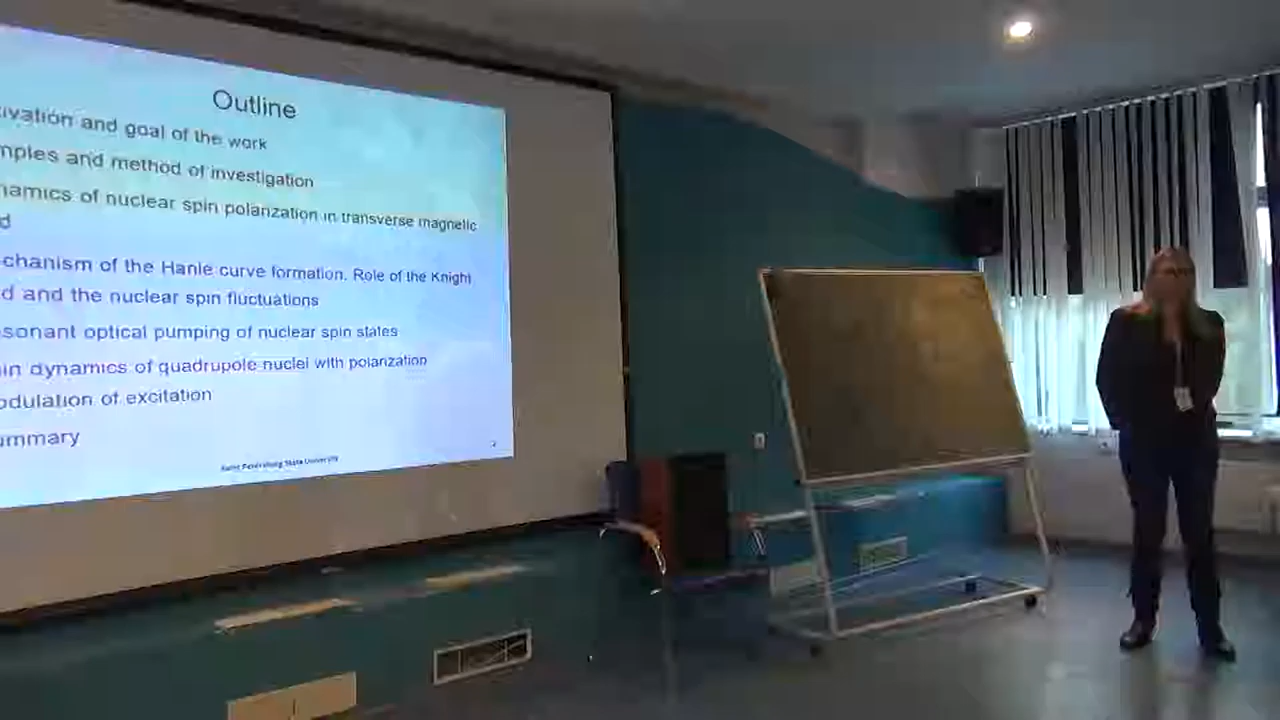 Outline
ivation and goal of the work
mples and method of investigation
namics of nuclear spin polarization in transverse magnetic
d
chanism of the Hanle curve formation. Role of the Knight
d and the nuclear spin fluctuations
sonant optical pumping of nuclear spin states
in dynamics of quadrupole nuclei with polarization
odulation of excitation
ummary
Saint Petersburg State University
2